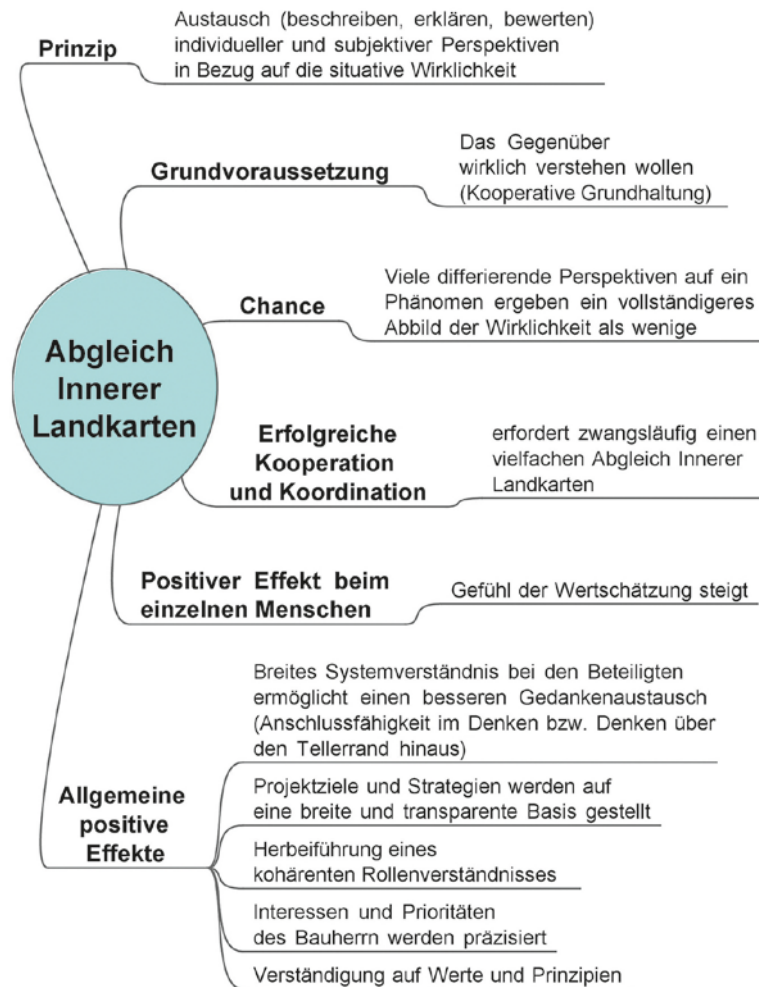 Prinzip
Austausch (beschreiben, erklären, bewerten)
individueller und subjektiver Perspektiven
in Bezug auf die situative Wirklichkeit
Grundvoraussetzung
Das Gegenüber
wirklich verstehen wollen
(Kooperative Grundhaltung)
Chance
Viele differierende Perspektiven auf ein
Phänomen ergeben ein vollständigeres
Abbild der Wirklichkeit als wenige
Abgleich
Innerer
Landkarten
Erfolgreiche
Kooperation
und Koordination
erfordert zwangsläufig einen
vielfachen Abgleich Innerer
Landkarten
Positiver Effekt beim
einzelnen Menschen
Gefühl der Wertschätzung steigt
Allgemeine
positive
Effekte
Breites Systemverständnis bei den Beteiligten
ermöglicht einen besseren Gedankenaustausch
(Anschlussfähigkeit im Denken bzw. Denken über
den Tellerrand hinaus)
Projektziele und Strategien werden auf
eine breite und transparente Basis gestellt
Herbeiführung eines
kohärenten Rollenverständnisses
Interessen und Prioritäten
des Bauherrn werden präzisiert
Verständigung auf Werte und Prinzipien